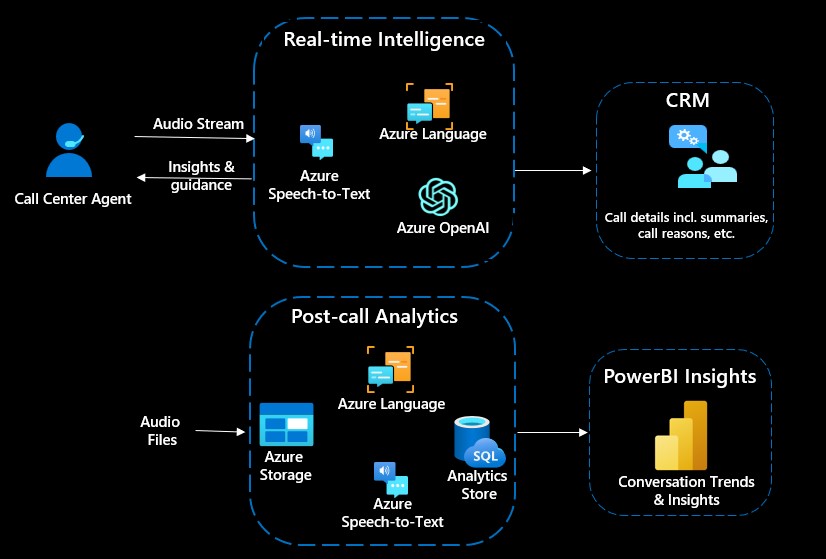 Real-time Intelligence
Audio Stream
Insights &
guidance
Call Center Agent
Azure Language
Azure
Speech-to-Text
Azure OpenAI
CRM
Call details incl. summaries,
call reasons, etc.
Post-call Analytics
Audio
Files
Azure Language
Azure
Storage
Azure
Speech-to-Text
SQL
Analytics
Store
PowerBI Insights
Conversation Trends
& Insights